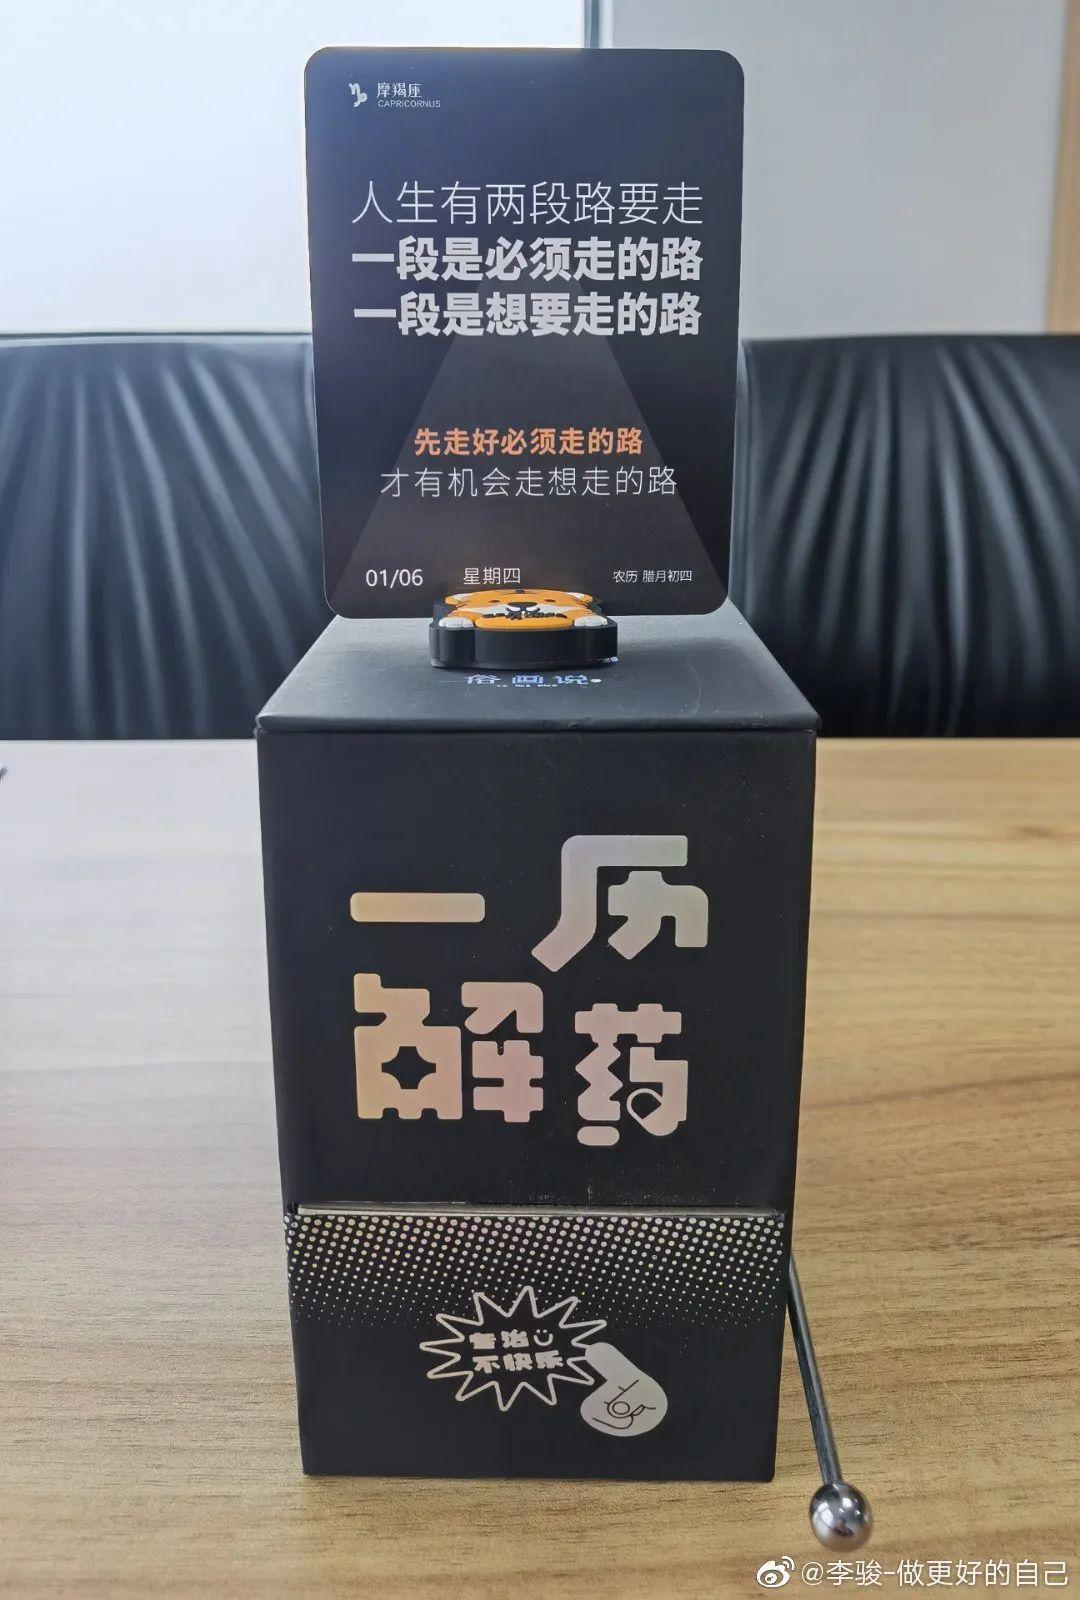 摩羯座
CAPRICORNUS
人生有两段路要走
一段是必须走的路
一段是想要走的路
先走好必须走的路
才有机会走想走的路
01/06 星期四 农历 腊月初四
俗画说
一历
解药
专治
不快乐
@李骏-做更好的自己